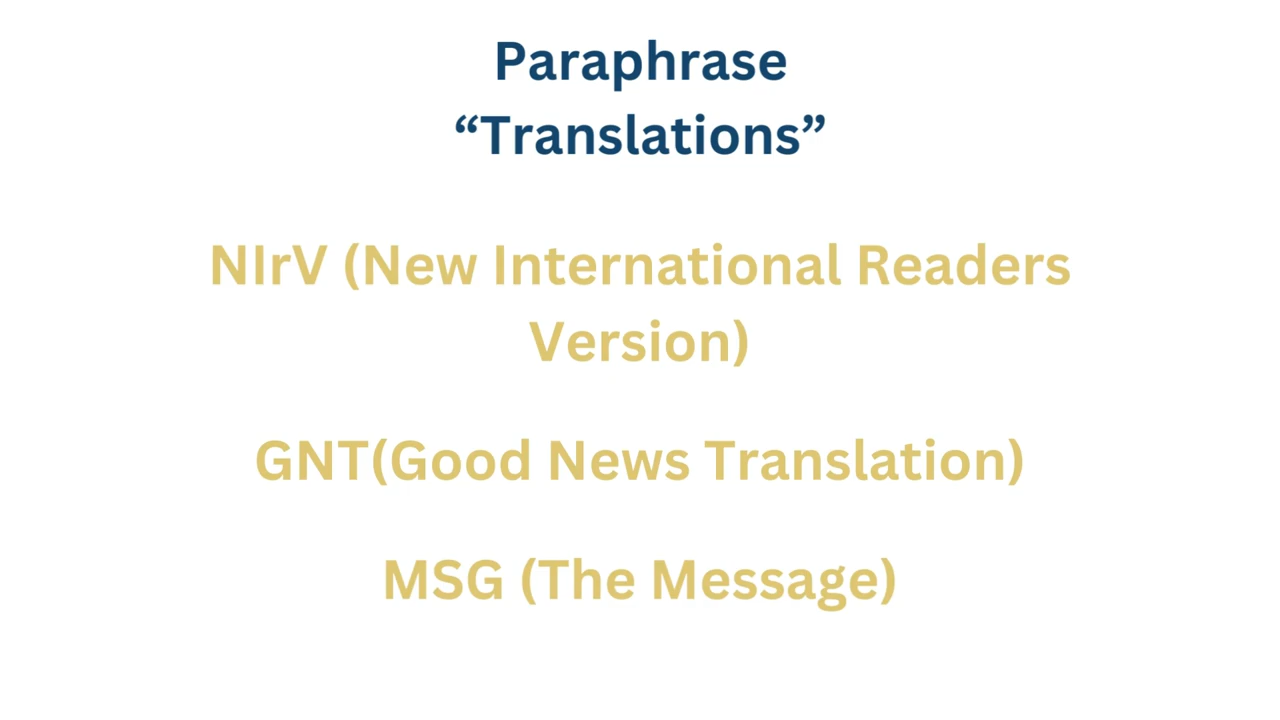 Paraphrase
“Translations”
NIrV (New International Readers
Version)
GNT(Good News Translation)
MSG (The Message)